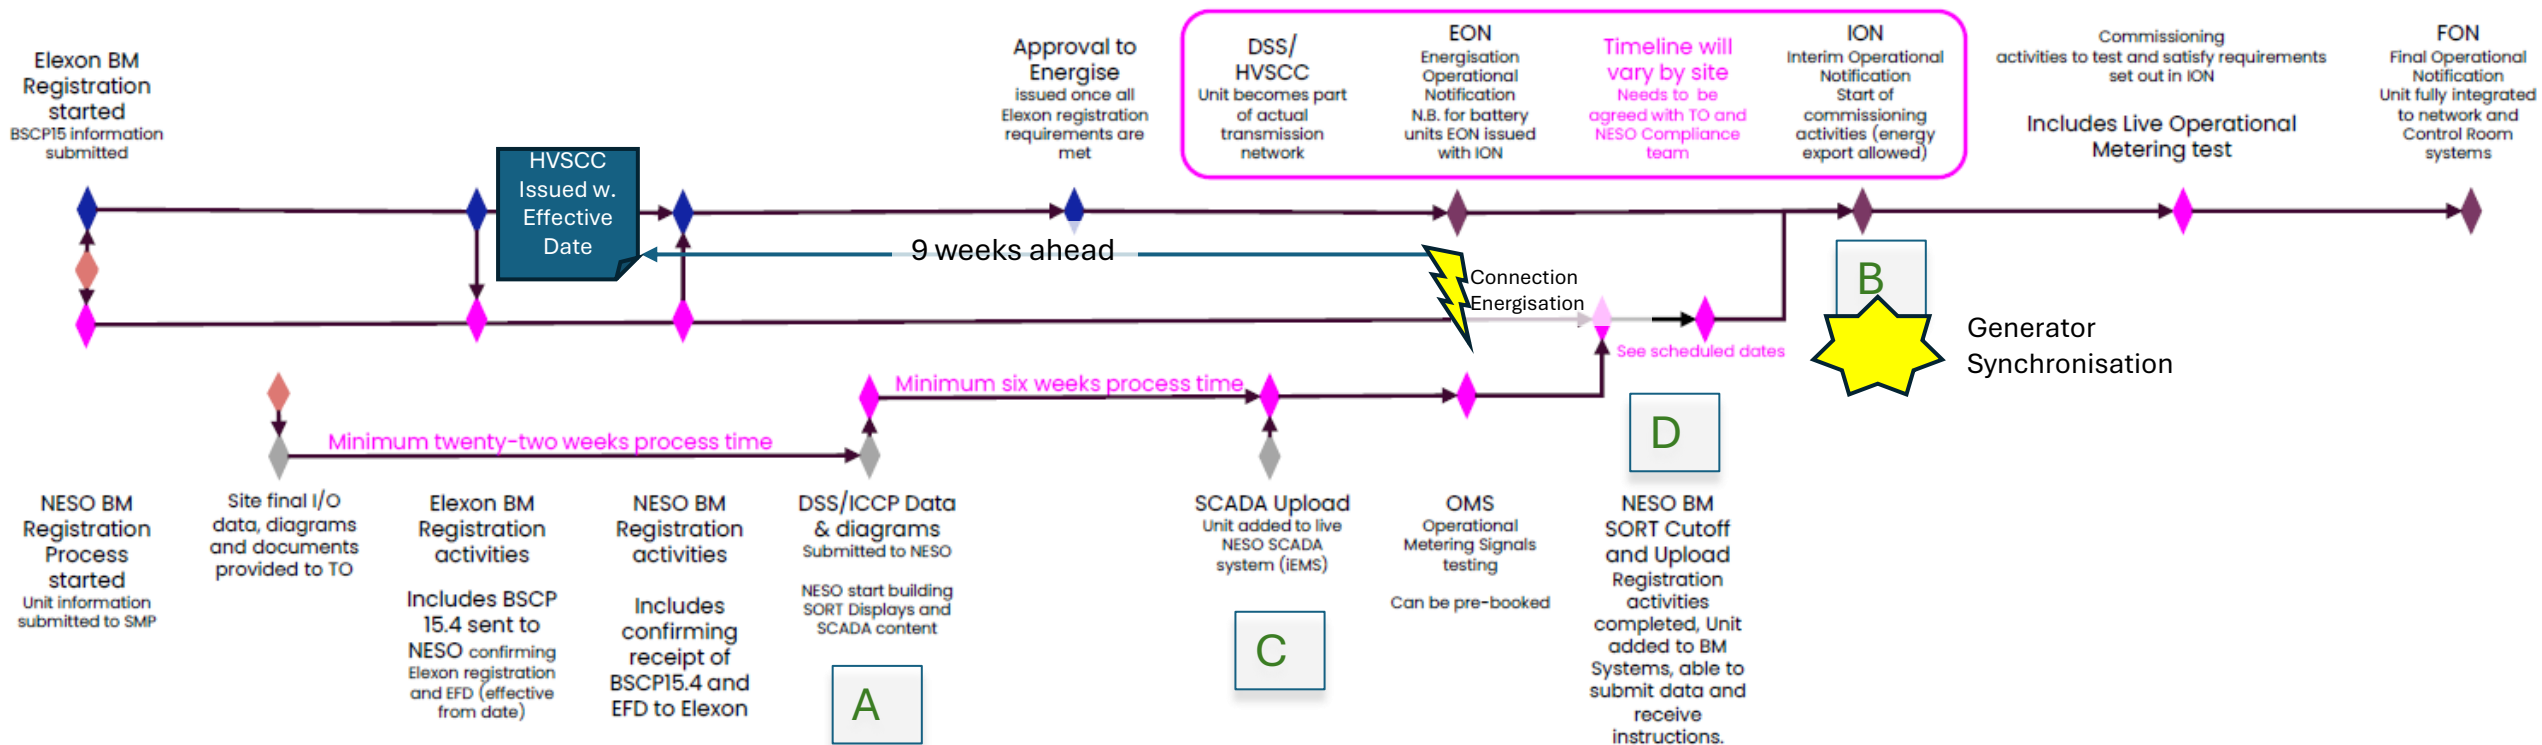 Elexon BM
Registration
started
BSCP15 information
submitted
HVSCC
Issued w.
Effective
Date
Approval to
Energise
issued once all
Elexon registration
requirements are
met
DSS/
HVSCC
Unit becomes part
of actual
transmission
network
EON
Energisation
Operational
Notification
N.B. for battery
units EON issued
with ION
Timeline will
vary by site
Needs to be
agreed with TO and
NESO Compliance
team
ION
Interim Operational
Notification
Start of
commissioning
activities (energy
export allowed)
Commissioning
activities to test and satisfy requirements
set out in ION
Includes Live Operational
Metering test
FON
Final Operational
Notification
Unit fully integrated
to network and
Control Room
systems
9 weeks ahead
Connection
Energisation
B
Generator
Synchronisation
See scheduled dates
Minimum six weeks process time
Minimum twenty-two weeks process time
D
NESO BM
Registration
Process
started
Unit information
submitted to SMP
Site final I/O
data, diagrams
and documents
provided to TO
Elexon BM
Registration
activities
Includes BSCP
15.4 sent to
NESO confirming
Elexon registration
and EFD (effective
from date)
NESO BM
Registration
activities
Includes
confirming
receipt of
BSCP15.4 and
EFD to Elexon
DSS/ICCP Data
& diagrams
Submitted to NESO
NESO start building
SORT Displays and
SCADA content
A
SCADA Upload
Unit added to live
NESO SCADA
system (iEMS)
C
OMS
Operational
Metering Signals
testing
Can be pre-booked
NESO BM
SORT Cutoff
and Upload
Registration
activities
completed, Unit
added to BM
Systems, able to
submit data and
receive
instructions.